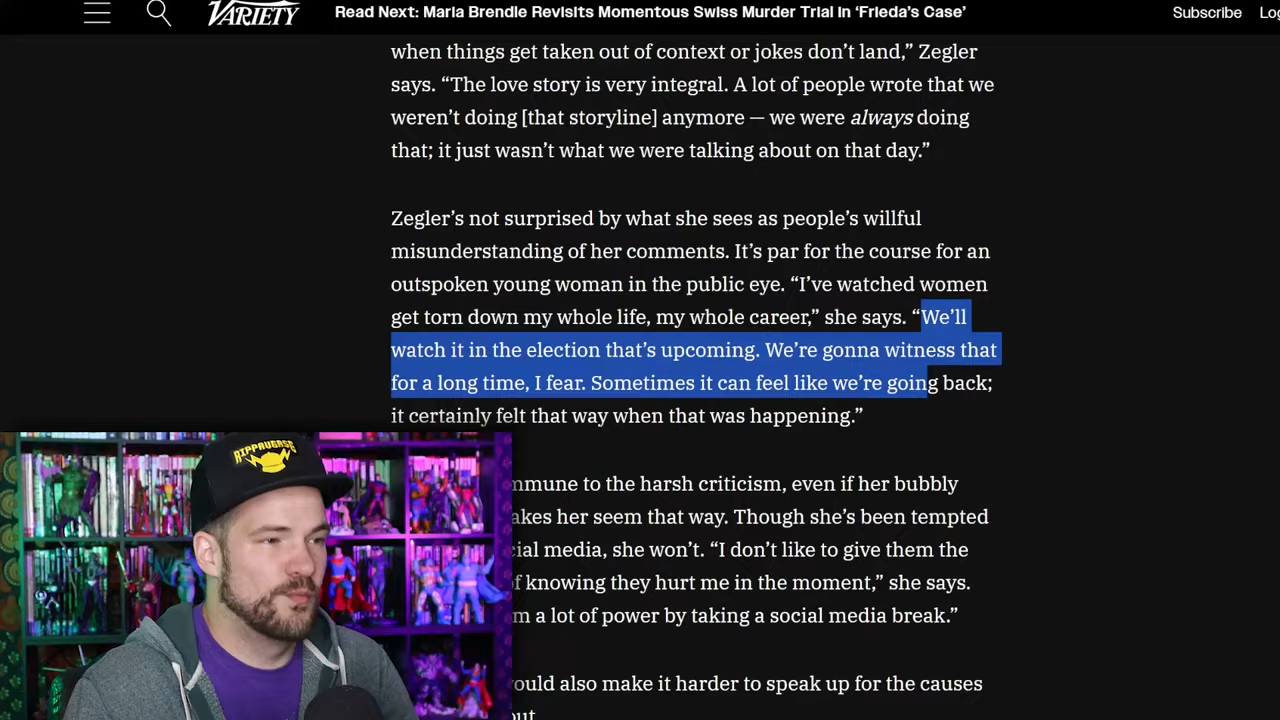 VARIETY
Read Next: Maria Brendle Revisits Momentous Swiss Murder Trial in ‘Frieda’s Case’
Subscribe
Log
when things get taken out of context or jokes don’t land,” Zegler
says. “The love story is very integral. A lot of people wrote that we
weren’t doing [that storyline] anymore — we were always doing
that; it just wasn’t what we were talking about on that day.”
Zegler’s not surprised by what she sees as people’s willful
misunderstanding of her comments. It’s par for the course for an
outspoken young woman in the public eye. “I’ve watched women
get torn down my whole life, my whole career,” she says. “We’ll
watch it in the election that’s upcoming. We’re gonna witness that
for a long time, I fear. Sometimes it can feel like we’re going back;
it certainly felt that way when that was happening.”
mmune to the harsh criticism, even if her bubbly
akes her seem that way. Though she’s been tempted
cial media, she won’t. “I don’t like to give them the
of knowing they hurt me in the moment,” she says.
m a lot of power by taking a social media break.”
ould also make it harder to speak up for the causes
out
RIPPAVERSE